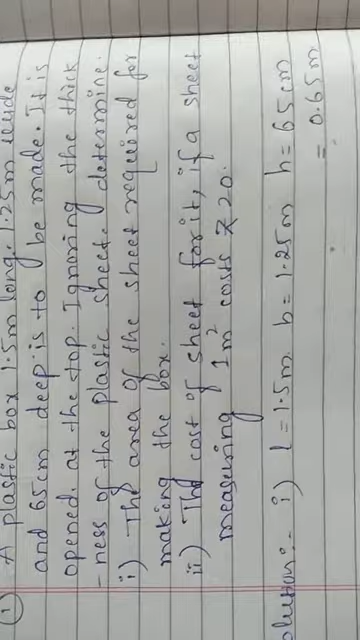 1) A plastic box 1.5m long, 1.25m wide
and 65cm deep is to be made. It is
opened at the top. Ignoring the thick
-ness of the plastic sheet. determine.
i) The area of the sheet required for
making the box.
ii) The cost of sheet for it, if a sheet
measuring 1m² costs ₹ 20.
olution:- i) l = 1.5m b = 1.25m h = 65cm
= 0.65m